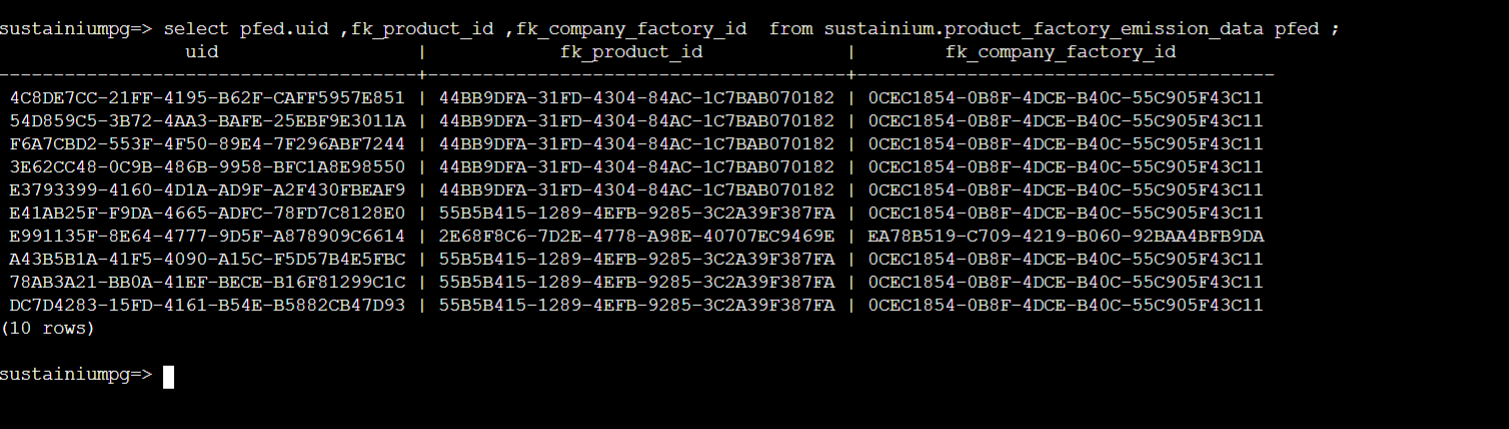 sustainiumpg=> select pfed.uid ,fk_product_id ,fk_company_factory_id  from sustainium.product_factory_emission_data pfed ;
                 uid                  |            fk_product_id             |        fk_company_factory_id
--------------------------------------+--------------------------------------+--------------------------------------
 4C8DE7CC-21FF-4195-B62F-CAFF5957E851 | 44BB9DFA-31FD-4304-84AC-1C7BAB070182 | 0CEC1854-0B8F-4DCE-B40C-55C905F43C11
 54D859C5-3B72-4AA3-BAFE-25EBF9E3011A | 44BB9DFA-31FD-4304-84AC-1C7BAB070182 | 0CEC1854-0B8F-4DCE-B40C-55C905F43C11
 F6A7CBD2-553F-4F50-89E4-7F296ABF7244 | 44BB9DFA-31FD-4304-84AC-1C7BAB070182 | 0CEC1854-0B8F-4DCE-B40C-55C905F43C11
 3E62CC48-0C9B-486B-9958-BFC1A8E98550 | 44BB9DFA-31FD-4304-84AC-1C7BAB070182 | 0CEC1854-0B8F-4DCE-B40C-55C905F43C11
 E3793399-4160-4D1A-AD9F-A2F430FBEAF9 | 44BB9DFA-31FD-4304-84AC-1C7BAB070182 | 0CEC1854-0B8F-4DCE-B40C-55C905F43C11
 E41AB25F-F9DA-4665-ADFC-78FD7C8128E0 | 55B5B415-1289-4EFB-9285-3C2A39F387FA | 0CEC1854-0B8F-4DCE-B40C-55C905F43C11
 E991135F-8E64-4777-9D5F-A878909C6614 | 2E68F8C6-7D2E-4778-A98E-40707EC9469E | EA78B519-C709-4219-B060-92BAA4BFB9DA
 A43B5B1A-41F5-4090-A15C-F5D57B4E5FBC | 55B5B415-1289-4EFB-9285-3C2A39F387FA | 0CEC1854-0B8F-4DCE-B40C-55C905F43C11
 78AB3A21-BB0A-41EF-BECE-B16F81299C1C | 55B5B415-1289-4EFB-9285-3C2A39F387FA | 0CEC1854-0B8F-4DCE-B40C-55C905F43C11
 DC7D4283-15FD-4161-B54E-B5882CB47D93 | 55B5B415-1289-4EFB-9285-3C2A39F387FA | 0CEC1854-0B8F-4DCE-B40C-55C905F43C11
(10 rows)
sustainiumpg=>